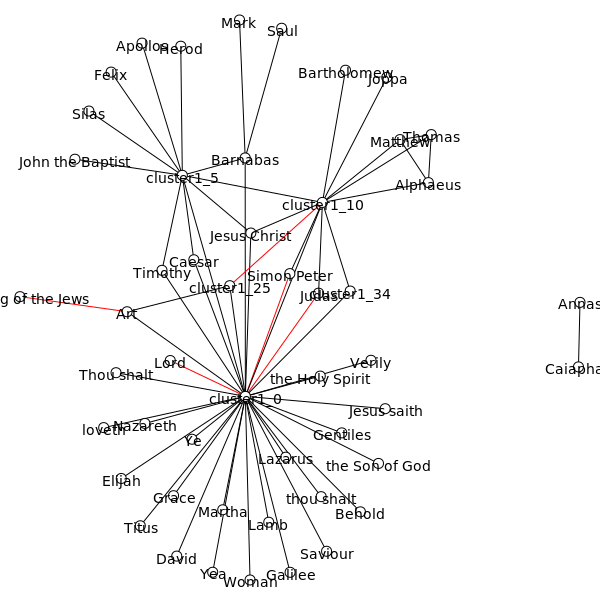 Mark
Saul
Apollos
Herod
Felix
Bartholomew
Joppa
Silas
Matthew
Thomas
John the Baptist
Barnabas
cluster1_5
Alphaeus
cluster1_10
Jesus Christ
Caesar
Timothy
Simon Peter
cluster1_25
Judas
cluster1_34
g of the Jews
Art
Annas
Lord
Verily
Thou shalt
the Holy Spirit
Caiapha
cluster1_0
Jesus saith
loveth
Nazareth
Ye
Gentiles
Lazarus
the Son of God
Elijah
Grace
thou shalt
Martha
Behold
Titus
Lamb
David
Saviour
Yea
Woman
Galilee